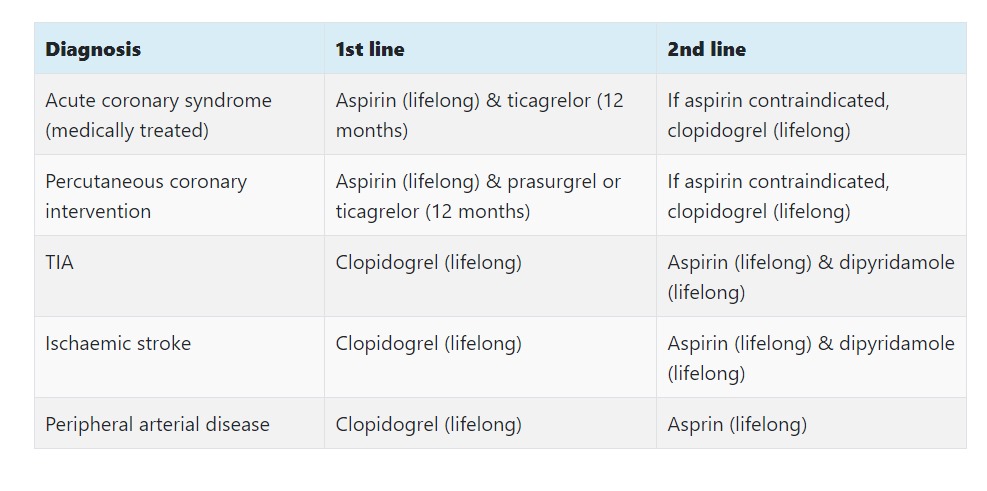 Diagnosis 1st line 2nd line
Acute coronary syndrome Aspirin (lifelong) & ticagrelor (12 If aspirin contraindicated,
(medically treated) months) clopidogrel (lifelong)
Percutaneous coronary Aspirin (lifelong) & prasurgrel or If aspirin contraindicated,
intervention ticagrelor (12 months) clopidogrel (lifelong)
TIA Clopidogrel (lifelong) Aspirin (lifelong) & dipyridamole
(lifelong)
Ischaemic stroke Clopidogrel (lifelong) Aspirin (lifelong) & dipyridamole
(lifelong)
Peripheral arterial disease Clopidogrel (lifelong) Asprin (lifelong)